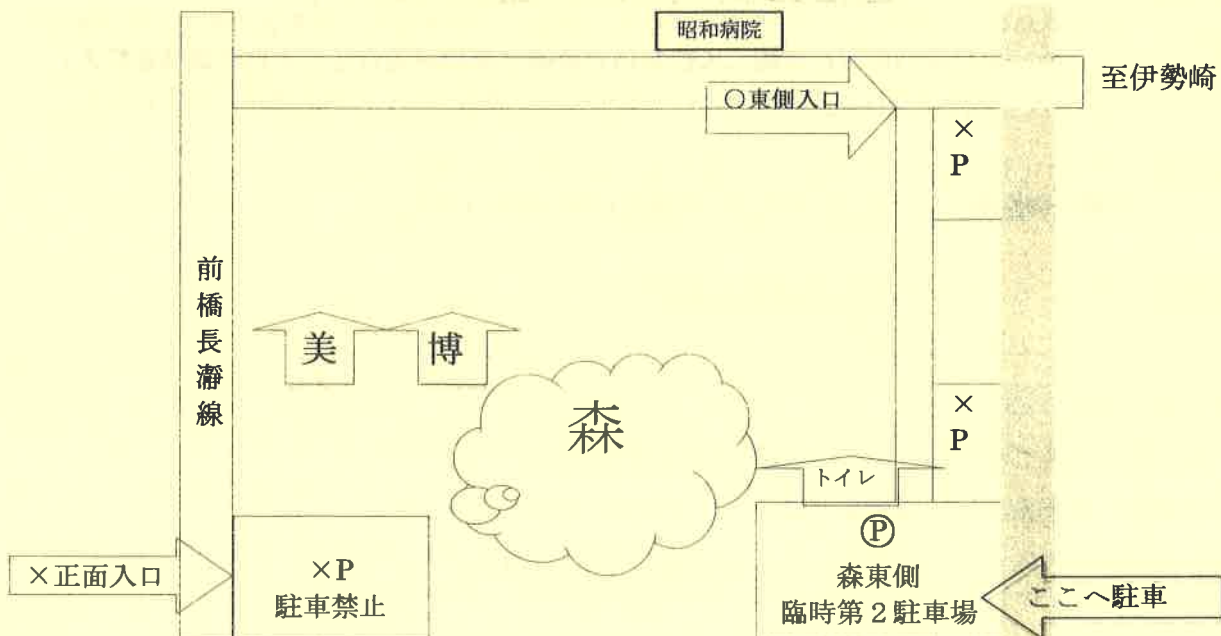 昭和病院
至伊勢崎
○東側入口
×
P
前橋長瀞線
美
博
森
×
P
トイレ
×正面入口
×P
駐車禁止
Ⓟ
森東側
臨時第2駐車場
ここへ駐車